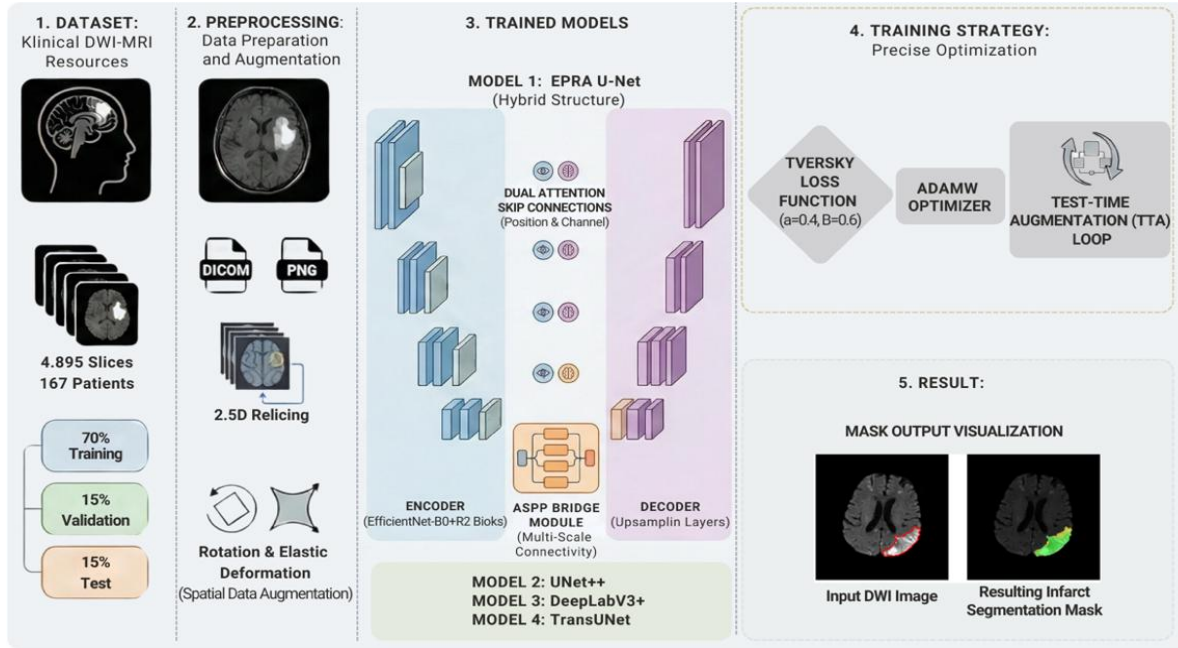 1. DATASET:
Klinical DWI-MRI
Resources
4.895 Slices
167 Patients
70%
Training
15%
Validation
15%
Test
2. PREPROCESSING:
Data Preparation
and Augmentation
DICOM
PNG
2.5D Relicing
Rotation & Elastic
Deformation
(Spatial Data Augmentation)
3. TRAINED MODELS
MODEL 1: EPRA U-Net
(Hybrid Structure)
DUAL ATTENTION
SKIP CONNECTIONS
(Position & Channel)
ENCODER
(EfficientNet-B0+R2 Bioks)
ASPP BRIDGE
MODULE
(Multi-Scale
Connectivity)
DECODER
(Upsamplin Layers)
MODEL 2: UNet++
MODEL 3: DeepLabV3+
MODEL 4: TransUNet
4. TRAINING STRATEGY:
Precise Optimization
TVERSKY
LOSS
FUNCTION
(a=0.4, B=0.6)
ADAMW
OPTIMIZER
TEST-TIME
AUGMENTATION (TTA)
LOOP
5. RESULT:
MASK OUTPUT VISUALIZATION
Input DWI Image
Resulting Infarct
Segmentation Mask